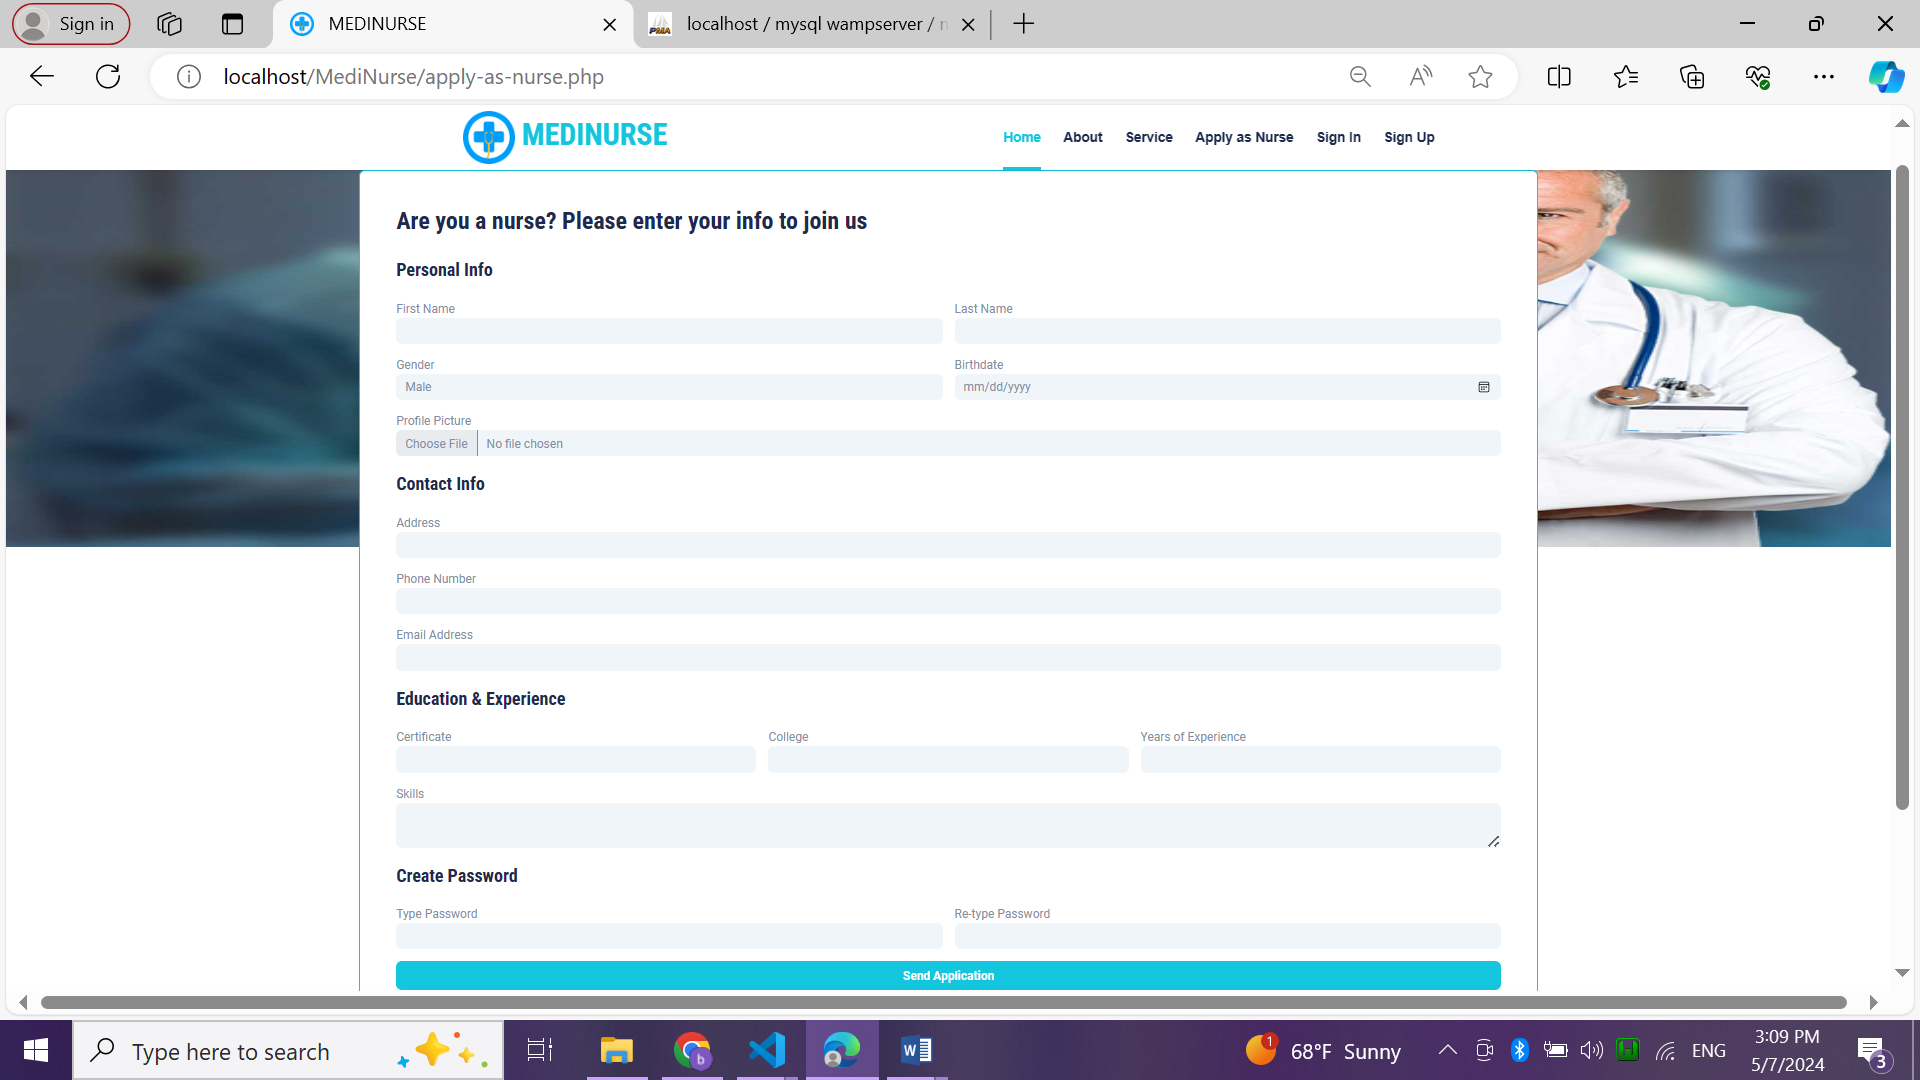 Sign in
MEDINURSE
localhost / mysql wampserver /
localhost/MediNurse/apply-as-nurse.php
MEDINURSE
Home About Service Apply as Nurse Sign In Sign Up
Are you a nurse? Please enter your info to join us
Personal Info
First Name Last Name
Gender Birthdate
Male mm/dd/yyyy
Profile Picture
Choose File No file chosen
Contact Info
Address
Phone Number
Email Address
Education & Experience
Certificate College Years of Experience
Skills
Create Password
Type Password Re-type Password
Send Application
Type here to search
1
68°F Sunny
ENG
3:09 PM
5/7/2024
3